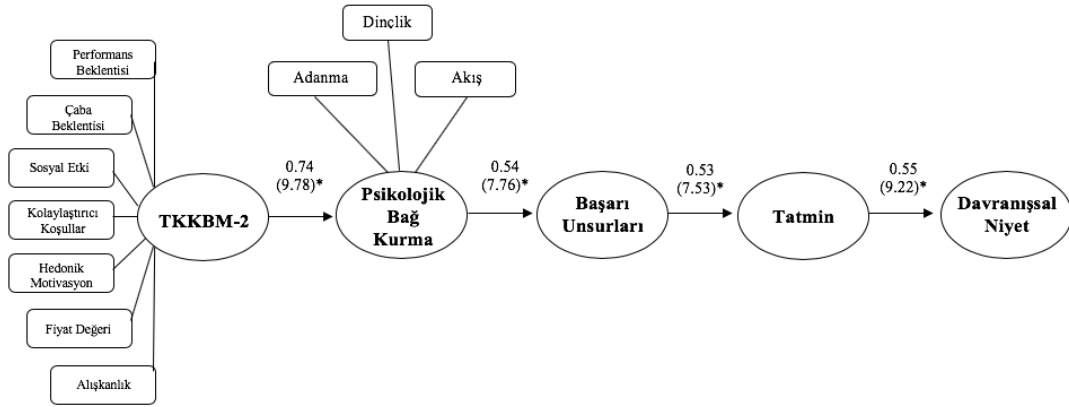 Performans
Beklentisi
Çaba
Beklentisi
Sosyal Etki
Kolaylaştırıcı
Koşullar
Hedonik
Motivasyon
Fiyat Değeri
Alışkanlık
TKKBM-2
0.74
(9.78)*
Dinçlik
Adanma
Akış
Psikolojik
Bağ
Kurma
0.54
(7.76)*
Başarı
Unsurları
0.53
(7.53)*
Tatmin
0.55
(9.22)*
Davranışsal
Niyet